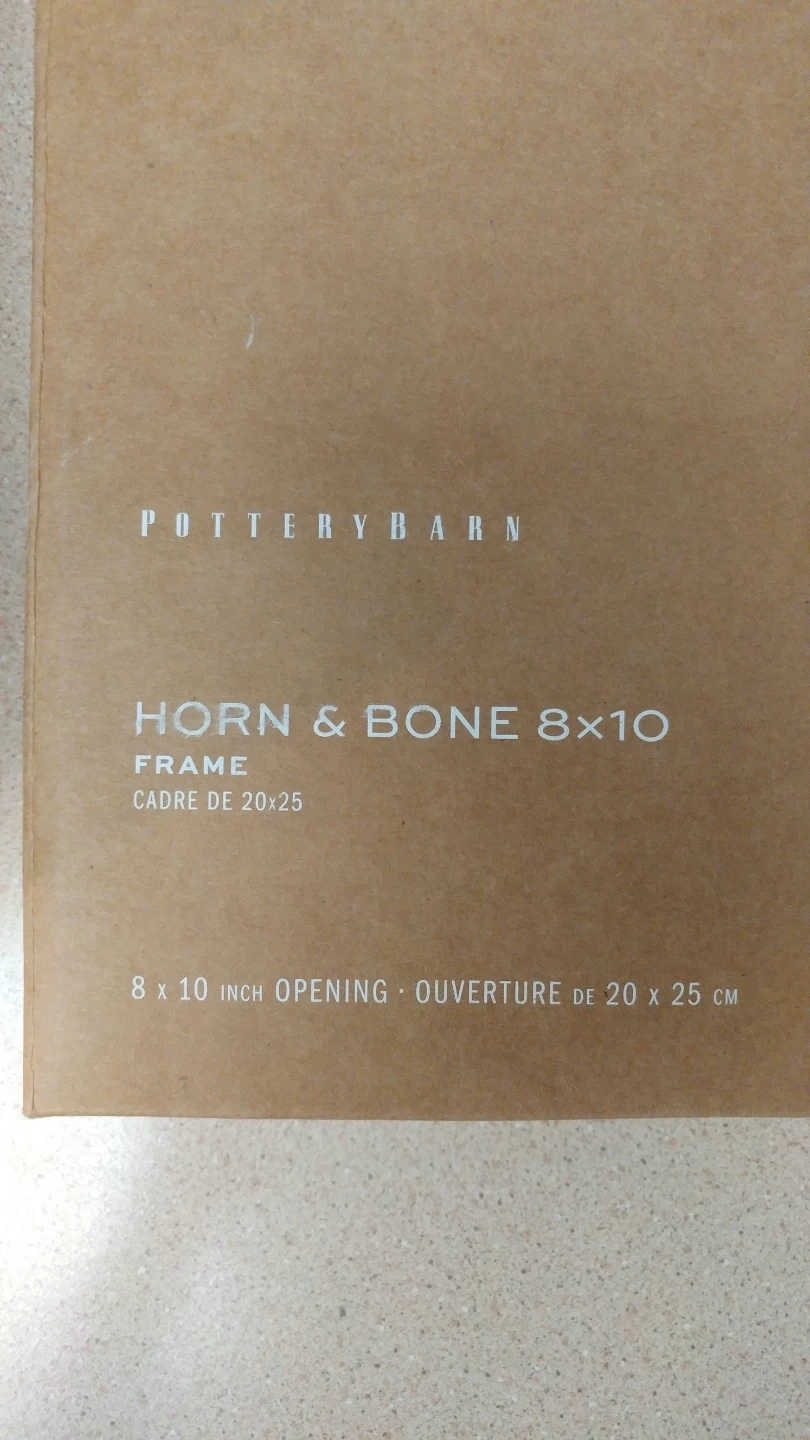 POTTERYBARN
HORN & BONE 8x10
FRAME
CADRE DE 20x25
8 x 10 INCH OPENING · OUVERTURE DE 20 x 25 CM